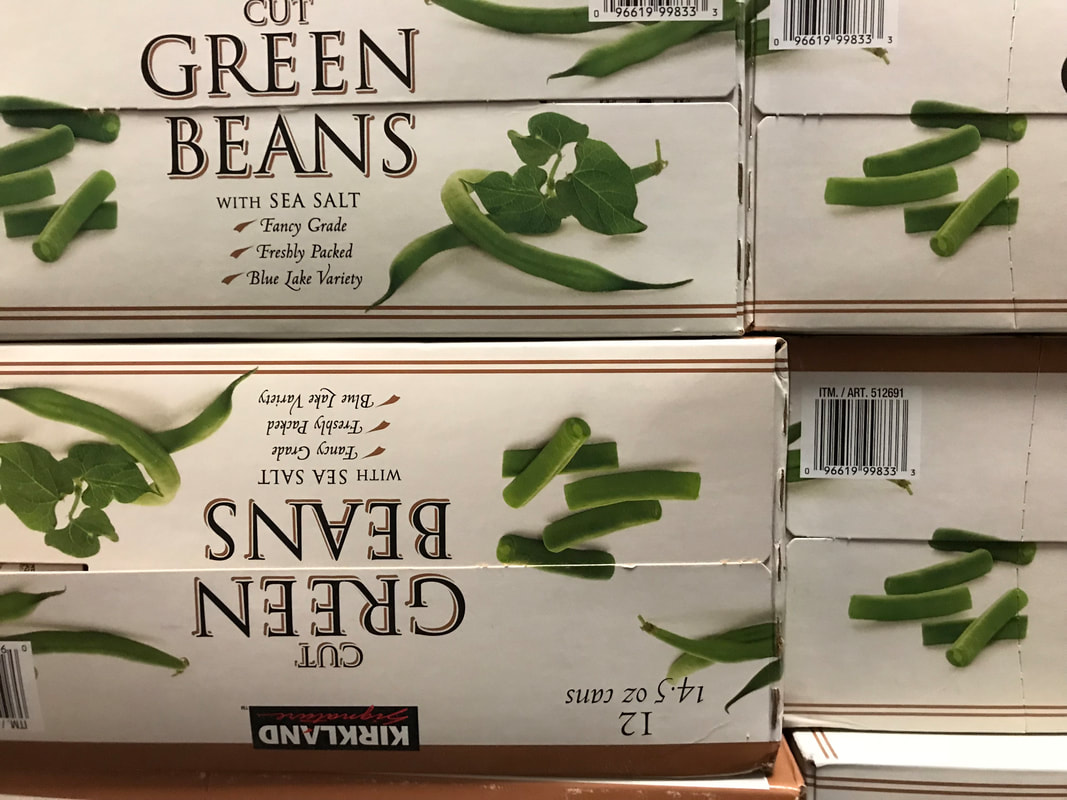 CUT
GREEN
BEANS
WITH SEA SALT
Fancy Grade
Freshly Packed
Blue Lake Variety
0 96619 99833 3
0 96619 99833 3
KIRKLAND
Signature
TM
12
14.5 oz cans
CUT
GREEN
BEANS
WITH SEA SALT
Fancy Grade
Freshly Packed
Blue Lake Variety
ITM. / ART. 512691
0 96619 99833 3
ITM. /